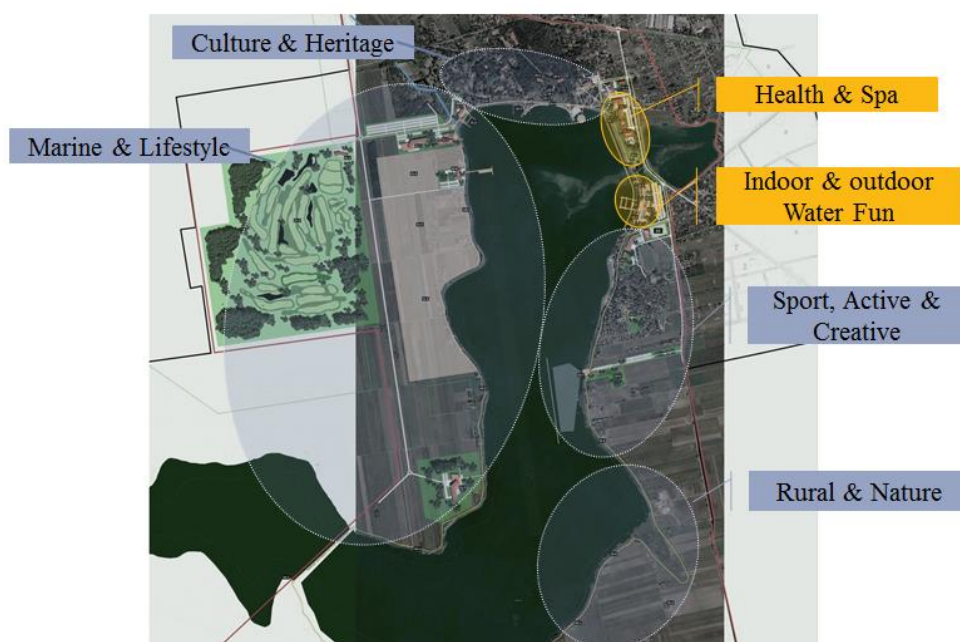 Culture & Heritage
Health & Spa
Marine & Lifestyle
Indoor & outdoor
Water Fun
Sport, Active &
Creative
Rural & Nature